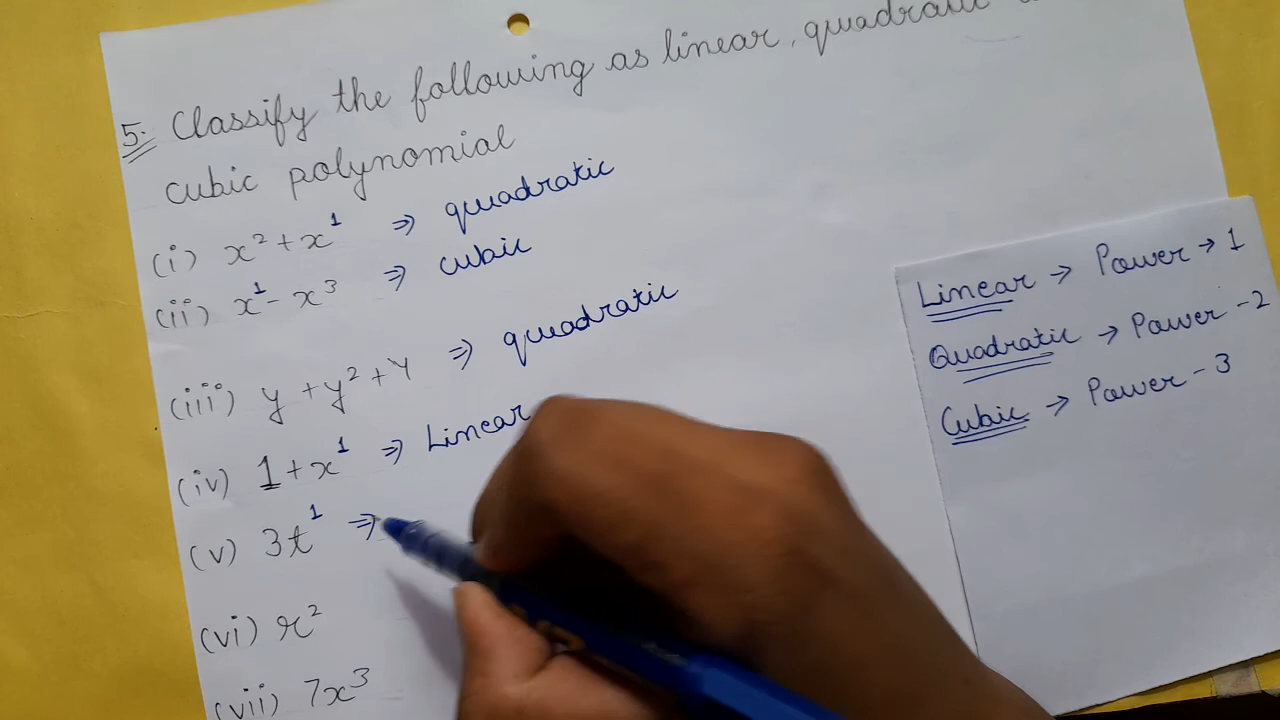 5. Classify the following as linear, quadratic
cubic polynomial
(i) x² + x¹ ⇒ quadratic
(ii) x¹ - x³ ⇒ cubic
(iii) y + y² + 4 ⇒ quadratic
(iv) 1 + x¹ ⇒ Linear
(v) 3t¹ ⇒
(vi) r²
(vii) 7x³
Linear → Power → 1
Quadratic → Power - 2
Cubic → Power - 3